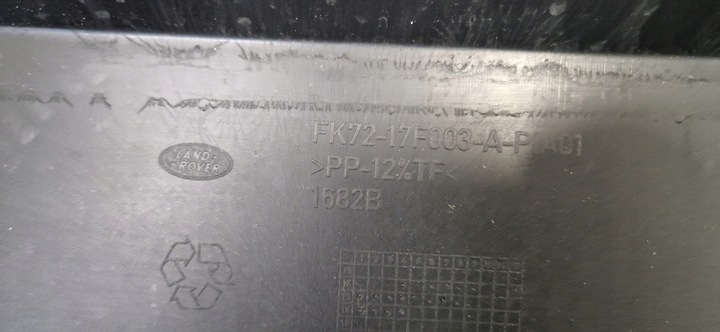 FK72-17F003-A-P
LAND-
-ROVER
>PP-12%TF<
1682B